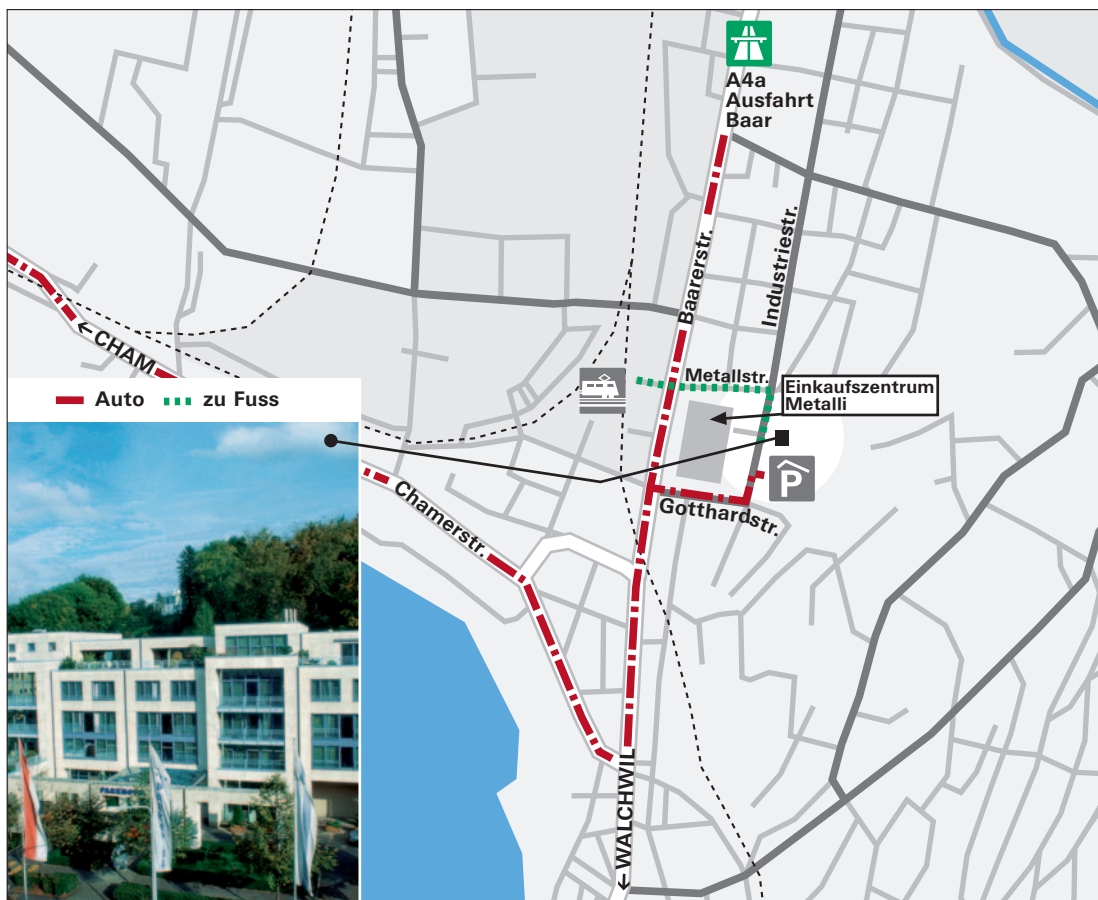 A4a
Ausfahrt
Baar
Baarerstr.
Industriestr.
← CHAM
Metallstr.
Einkaufszentrum
Metalli
Auto
zu Fuss
P
Gotthardstr.
Chamerstr.
← WALCHWIL